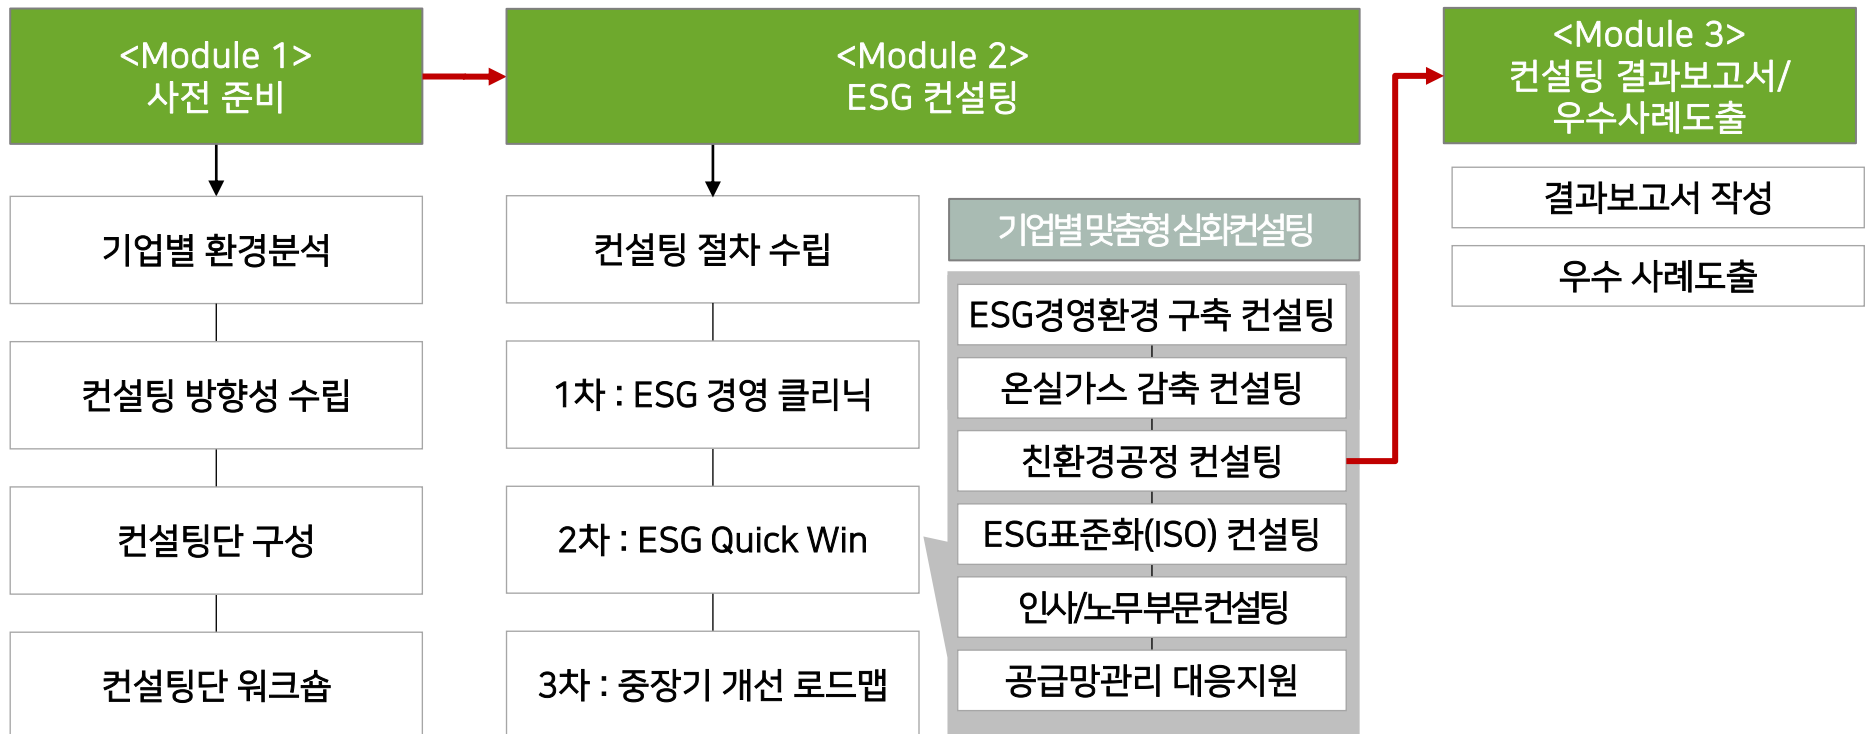 <Module 1>
사전 준비
기업별 환경분석
컨설팅 방향성 수립
컨설팅단 구성
컨설팅단 워크숍
<Module 2>
ESG 컨설팅
컨설팅 절차 수립
1차 : ESG 경영 클리닉
2차 : ESG Quick Win
3차 : 중장기 개선 로드맵
기업별 맞춤형 심화컨설팅
ESG경영환경 구축 컨설팅
온실가스 감축 컨설팅
친환경공정 컨설팅
ESG표준화(ISO) 컨설팅
인사/노무부문컨설팅
공급망관리 대응지원
<Module 3>
컨설팅 결과보고서/
우수사례도출
결과보고서 작성
우수 사례도출